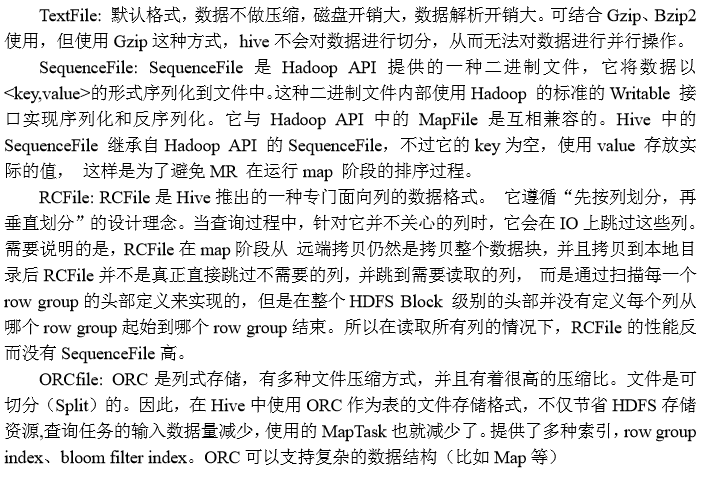 TextFile: 默认格式，数据不做压缩，磁盘开销大，数据解析开销大。可结合 Gzip、Bzip2
使用，但使用 Gzip 这种方式，hive 不会对数据进行切分，从而无法对数据进行并行操作。
SequenceFile: SequenceFile 是 Hadoop API 提供的一种二进制文件，它将数据以
<key,value>的形式序列化到文件中。这种二进制文件内部使用 Hadoop 的标准的 Writable 接
口实现序列化和反序列化。它与 Hadoop API 中的 MapFile 是互相兼容的。Hive 中的
SequenceFile 继承自 Hadoop API 的 SequenceFile，不过它的 key 为空，使用 value 存放实
际的值， 这样是为了避免 MR 在运行 map 阶段的排序过程。
RCFile: RCFile 是 Hive 推出的一种专门面向列的数据格式。 它遵循“先按列划分，再
垂直划分”的设计理念。当查询过程中，针对它并不关心的列时，它会在 IO 上跳过这些列。
需要说明的是，RCFile 在 map 阶段从 远端拷贝仍然是拷贝整个数据块，并且拷贝到本地目
录后 RCFile 并不是真正直接跳过不需要的列，并跳到需要读取的列， 而是通过扫描每一个
row group 的头部定义来实现的，但是在整个 HDFS Block 级别的头部并没有定义每个列从
哪个 row group 起始到哪个 row group 结束。所以在读取所有列的情况下，RCFile 的性能反
而没有 SequenceFile 高。
ORCfile: ORC 是列式存储，有多种文件压缩方式，并且有着很高的压缩比。文件是可
切分（Split）的。因此，在 Hive 中使用 ORC 作为表的文件存储格式，不仅节省 HDFS 存储
资源,查询任务的输入数据量减少，使用的 MapTask 也就减少了。提供了多种索引，row group
index、bloom filter index。ORC 可以支持复杂的数据结构（比如 Map 等）